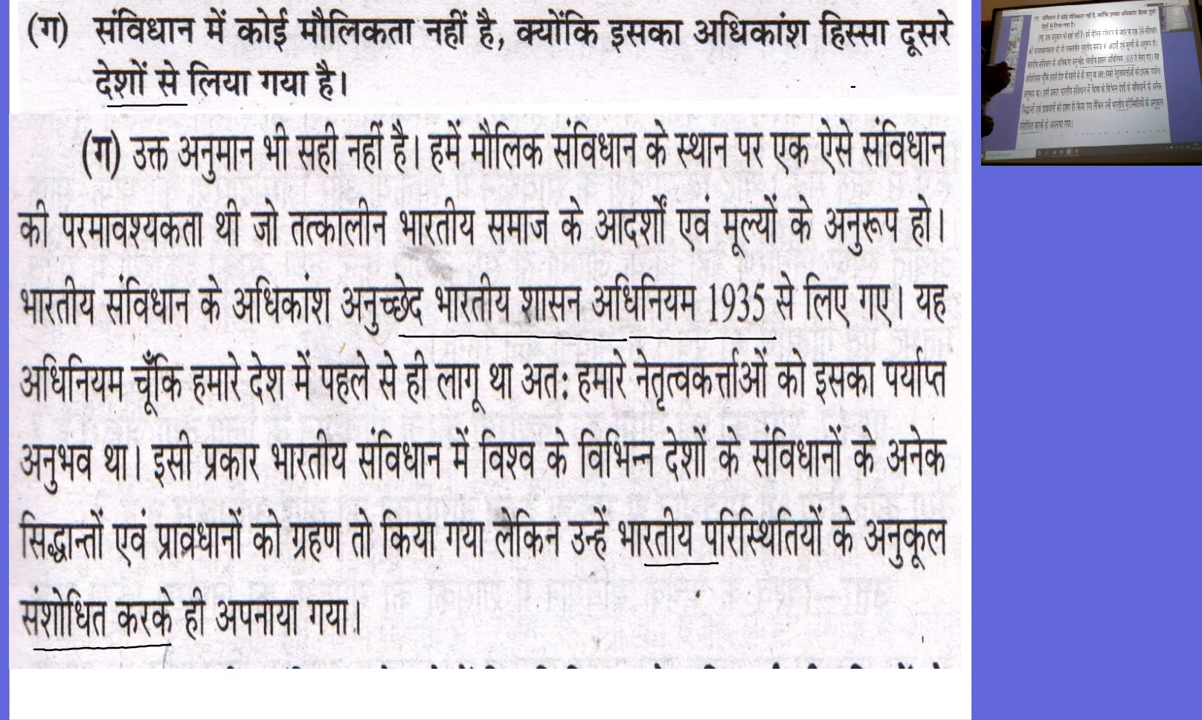 (ग) संविधान में कोई मौलिकता नहीं है, क्योंकि इसका अधिकांश हिस्सा दूसरे
देशों से लिया गया है।
(ग) उक्त अनुमान भी सही नहीं है। हमें मौलिक संविधान के स्थान पर एक ऐसे संविधान
की परमावश्यकता थी जो तत्कालीन भारतीय समाज के आदर्शों एवं मूल्यों के अनुरूप हो।
भारतीय संविधान के अधिकांश अनुच्छेद भारतीय शासन अधिनियम 1935 से लिए गए। यह
अधिनियम चूँकि हमारे देश में पहले से ही लागू था अतः हमारे नेतृत्वकर्त्ताओं को इसका पर्याप्त
अनुभव था। इसी प्रकार भारतीय संविधान में विश्व के विभिन्न देशों के संविधानों के अनेक
सिद्धान्तों एवं प्रावधानों को ग्रहण तो किया गया लेकिन उन्हें भारतीय परिस्थितियों के अनुकूल
संशोधित करके ही अपनाया गया।